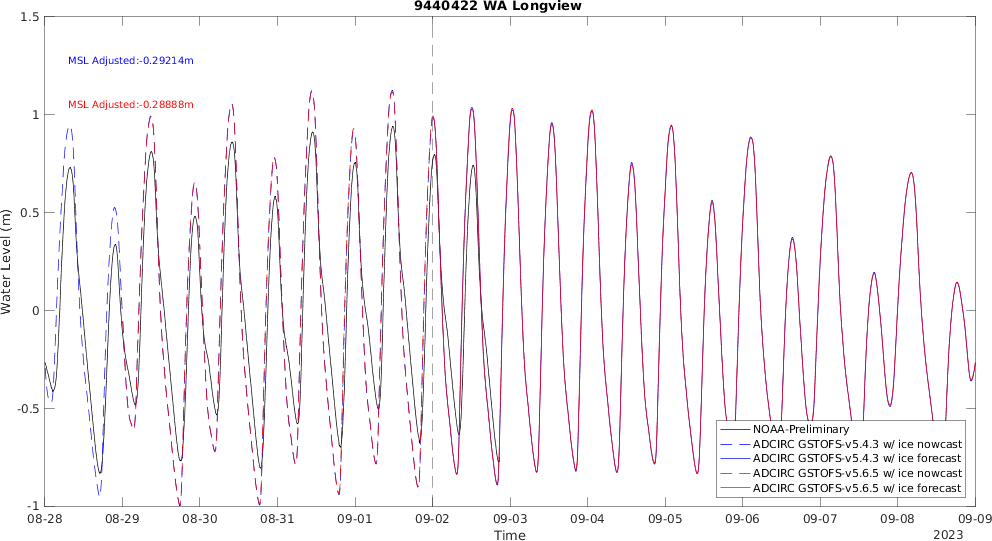 9440422 WA Longview
MSL Adjusted:-0.29214m
MSL Adjusted:-0.28888m
Water Level (m)
1.5
1
0.5
0
-0.5
-1
NOAA-Preliminary
ADCIRC GSTOFS-v5.4.3 w/ ice nowcast
ADCIRC GSTOFS-v5.4.3 w/ ice forecast
ADCIRC GSTOFS-v5.6.5 w/ ice nowcast
ADCIRC GSTOFS-v5.6.5 w/ ice forecast
08-28 08-29 08-30 08-31 09-01 09-02 09-03 09-04 09-05 09-06 09-07 09-08 09-09
Time
2023